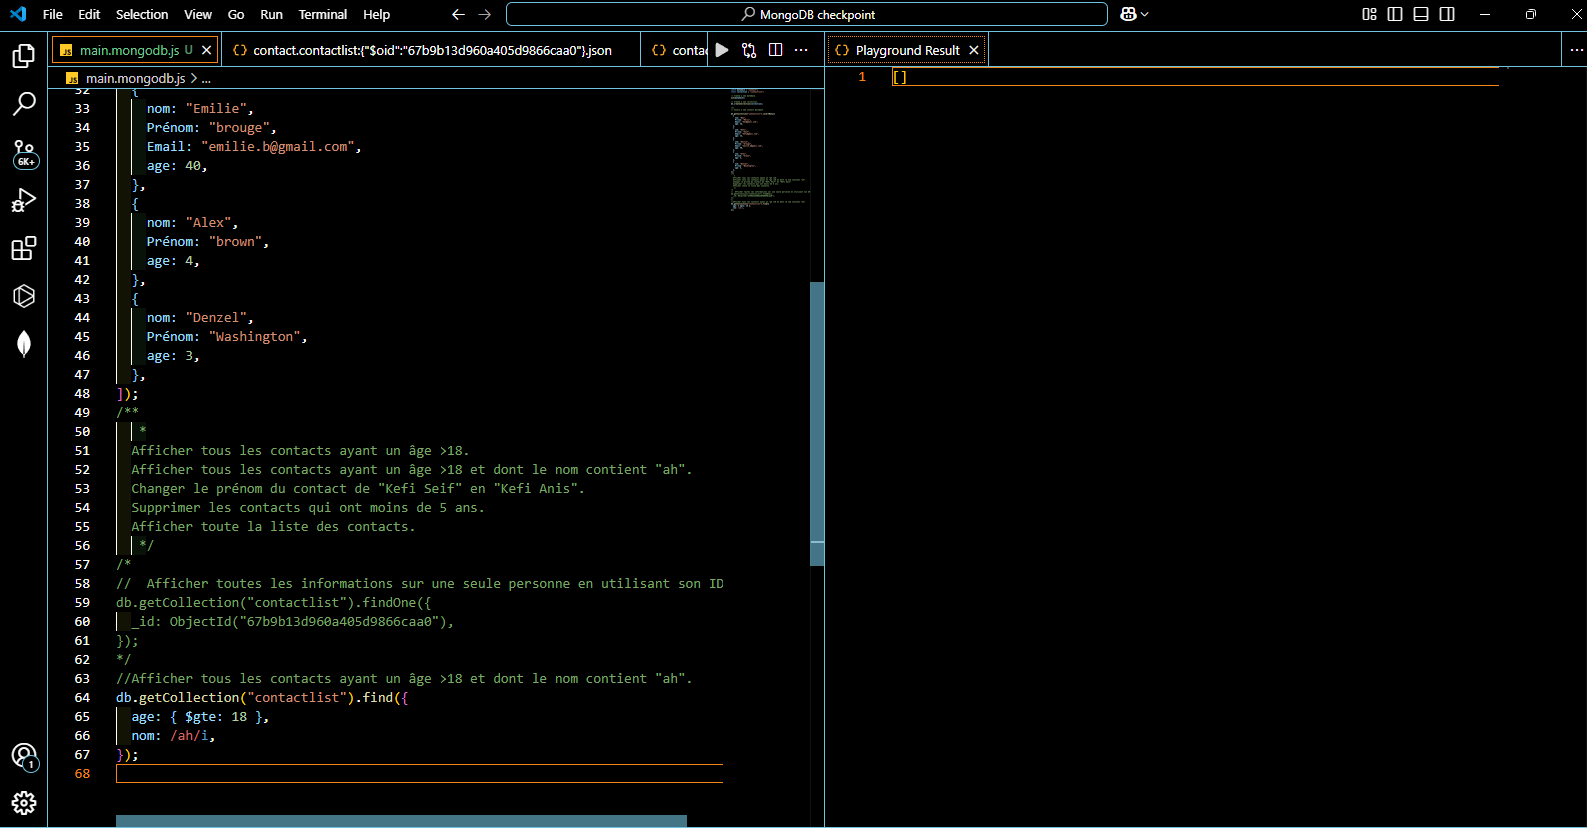 File Edit Selection View Go Run Terminal Help
MongoDB checkpoint
main.mongodb.js U
contact.contactlist:{"$oid":"67b9b13d960a405d9866caa0"}.json
contac
Playground Result
main.mongodb.js > ...
1 []
32 {
33 nom: "Emilie",
34 Prénom: "brouge",
35 Email: "emilie.b@gmail.com",
36 age: 40,
37 },
38 {
39 nom: "Alex",
40 Prénom: "brown",
41 age: 4,
42 },
43 {
44 nom: "Denzel",
45 Prénom: "Washington",
46 age: 3,
47 },
48 ]);
49 /**
50 *
51 Afficher tous les contacts ayant un âge >18.
52 Afficher tous les contacts ayant un âge >18 et dont le nom contient "ah".
53 Changer le prénom du contact de "Kefi Seif" en "Kefi Anis".
54 Supprimer les contacts qui ont moins de 5 ans.
55 Afficher toute la liste des contacts.
56 */
57 /*
58 //  Afficher toutes les informations sur une seule personne en utilisant son ID
59 db.getCollection("contactlist").findOne({
60 _id: ObjectId("67b9b13d960a405d9866caa0"),
61 });
62 */
63 //Afficher tous les contacts ayant un âge >18 et dont le nom contient "ah".
64 db.getCollection("contactlist").find({
65 age: { $gte: 18 },
66 nom: /ah/i,
67 });
68
6K+
1